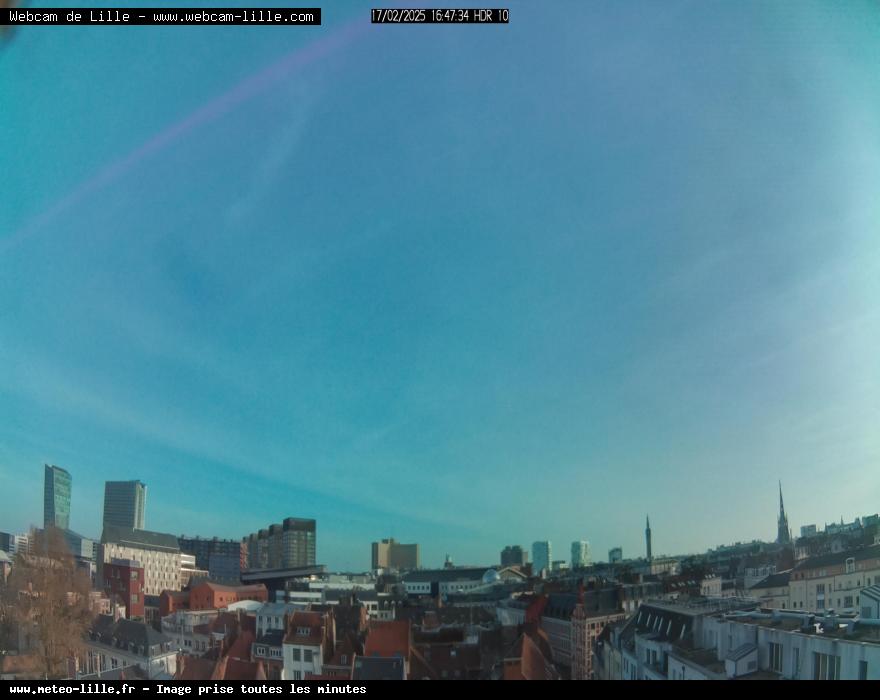 Webcam de Lille - www.webcam-lille.com
17/02/2025 16:47:34 HDR 10
www.meteo-lille.fr - Image prise toutes les minutes